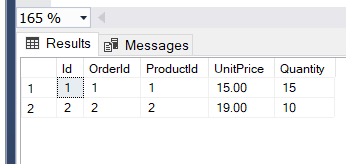 165 %
Results Messages
Id OrderId ProductId UnitPrice Quantity
1 1 1 1 15.00 15
2 2 2 2 19.00 10